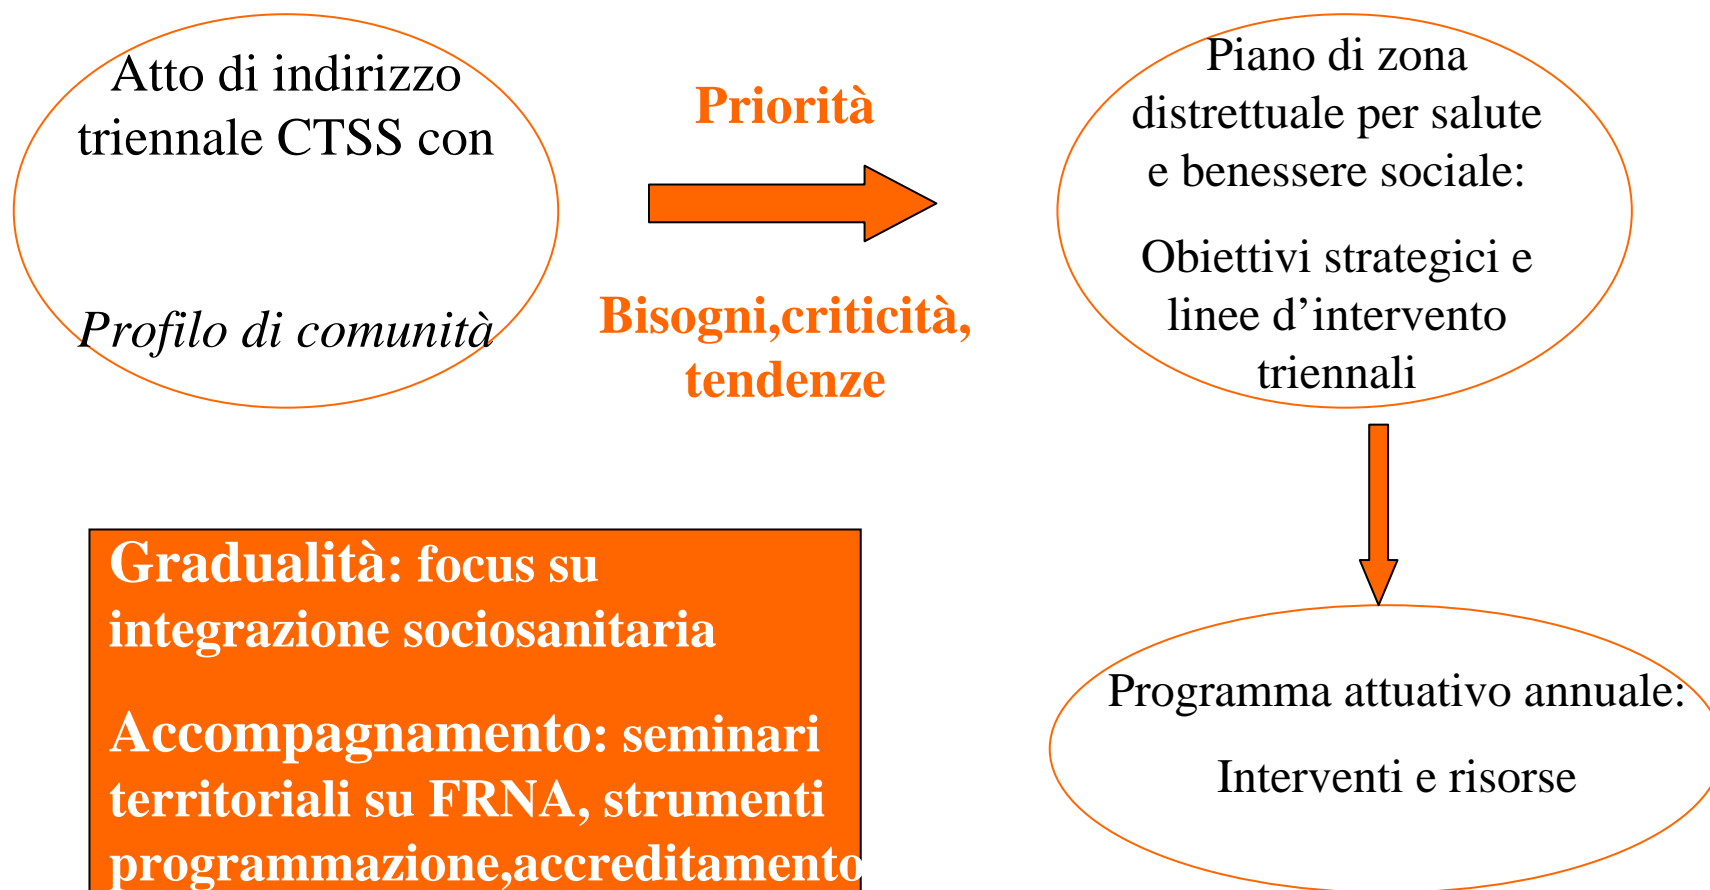 Atto di indirizzo
triennale CTSS con
Profilo di comunità
Priorità
Bisogni,criticità,
tendenze
Piano di zona
distrettuale per salute
e benessere sociale:
Obiettivi strategici e
linee d’intervento
triennali
Gradualità: focus su
integrazione sociosanitaria
Accompagnamento: seminari
territoriali su FRNA, strumenti
programmazione,accreditamento
Programma attuativo annuale:
Interventi e risorse